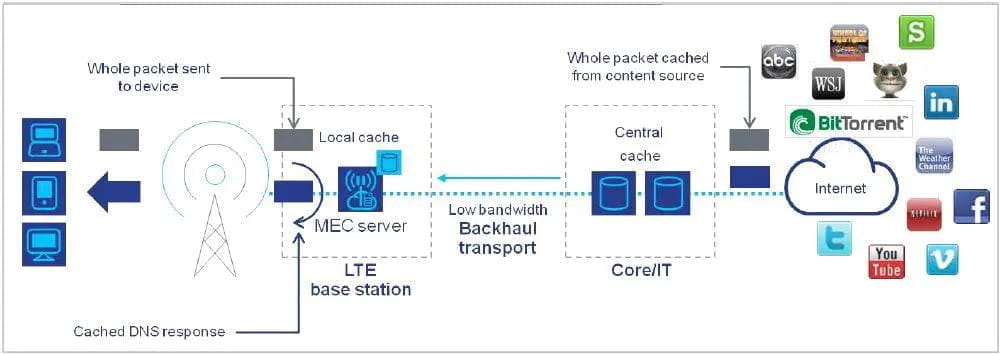 Whole packet sent
to device
Local cache
MEC server
LTE
base station
Cached DNS response
Low bandwidth
Backhaul
transport
Whole packet cached
from content source
Central
cache
Core/IT
Internet
abc
WHEEL OF
S
WSJ
in
BitTorrent™
The
Weather
Channel
NETFLIX
f
t
You
Tube
V